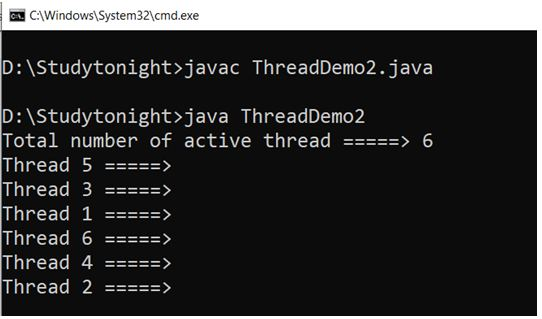 C:\Windows\System32\cmd.exe
D:\Studytonight>javac ThreadDemo2.java
D:\Studytonight>java ThreadDemo2
Total number of active thread =====> 6
Thread 5 =====>
Thread 3 =====>
Thread 1 =====>
Thread 6 =====>
Thread 4 =====>
Thread 2 =====>